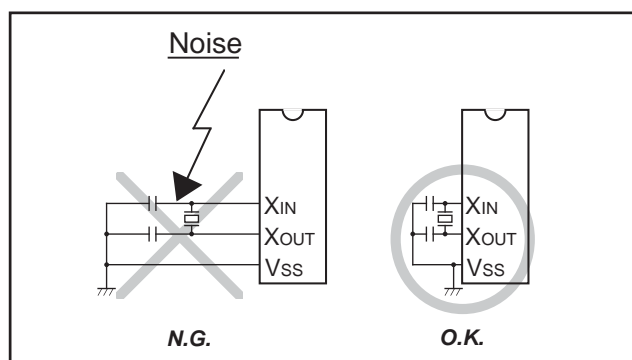 Noise
XIN
XOUT
VSS
N.G.
XIN
XOUT
VSS
O.K.